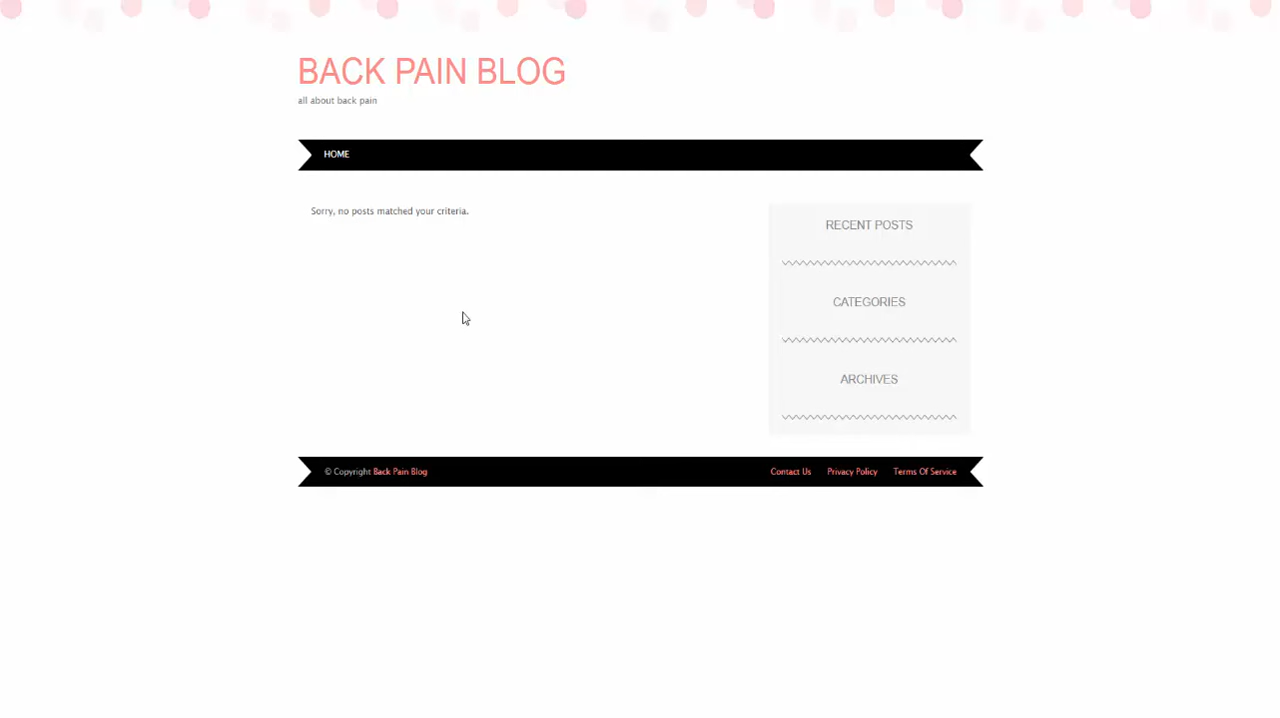 BACK PAIN BLOG
all about back pain
HOME
Sorry, no posts matched your criteria.
RECENT POSTS
CATEGORIES
ARCHIVES
© Copyright Back Pain Blog
Contact Us Privacy Policy Terms Of Service